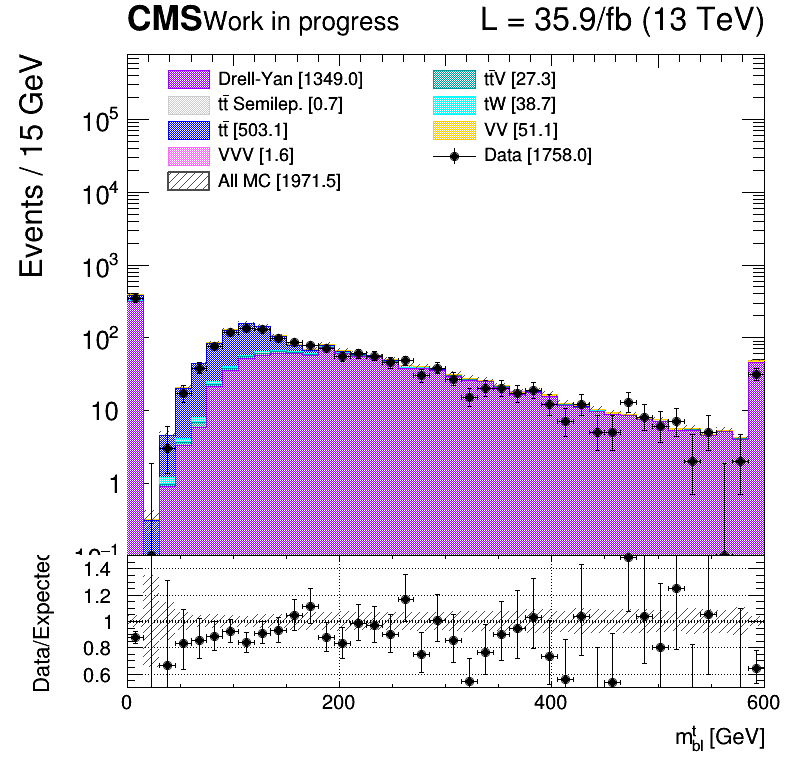 CMS Work in progress L = 35.9/fb (13 TeV)
Events / 15 GeV
Drell-Yan [1349.0]
tt̄ Semilep. [0.7]
tt̄ [503.1]
VVV [1.6]
All MC [1971.5]
tt̄V [27.3]
tW [38.7]
VV [51.1]
Data [1758.0]
10⁵
10⁴
10³
10²
10
1
10⁻¹
Data/Expected
1.4
1.2
1
0.8
0.6
0 200 400 600
mᵗbl [GeV]